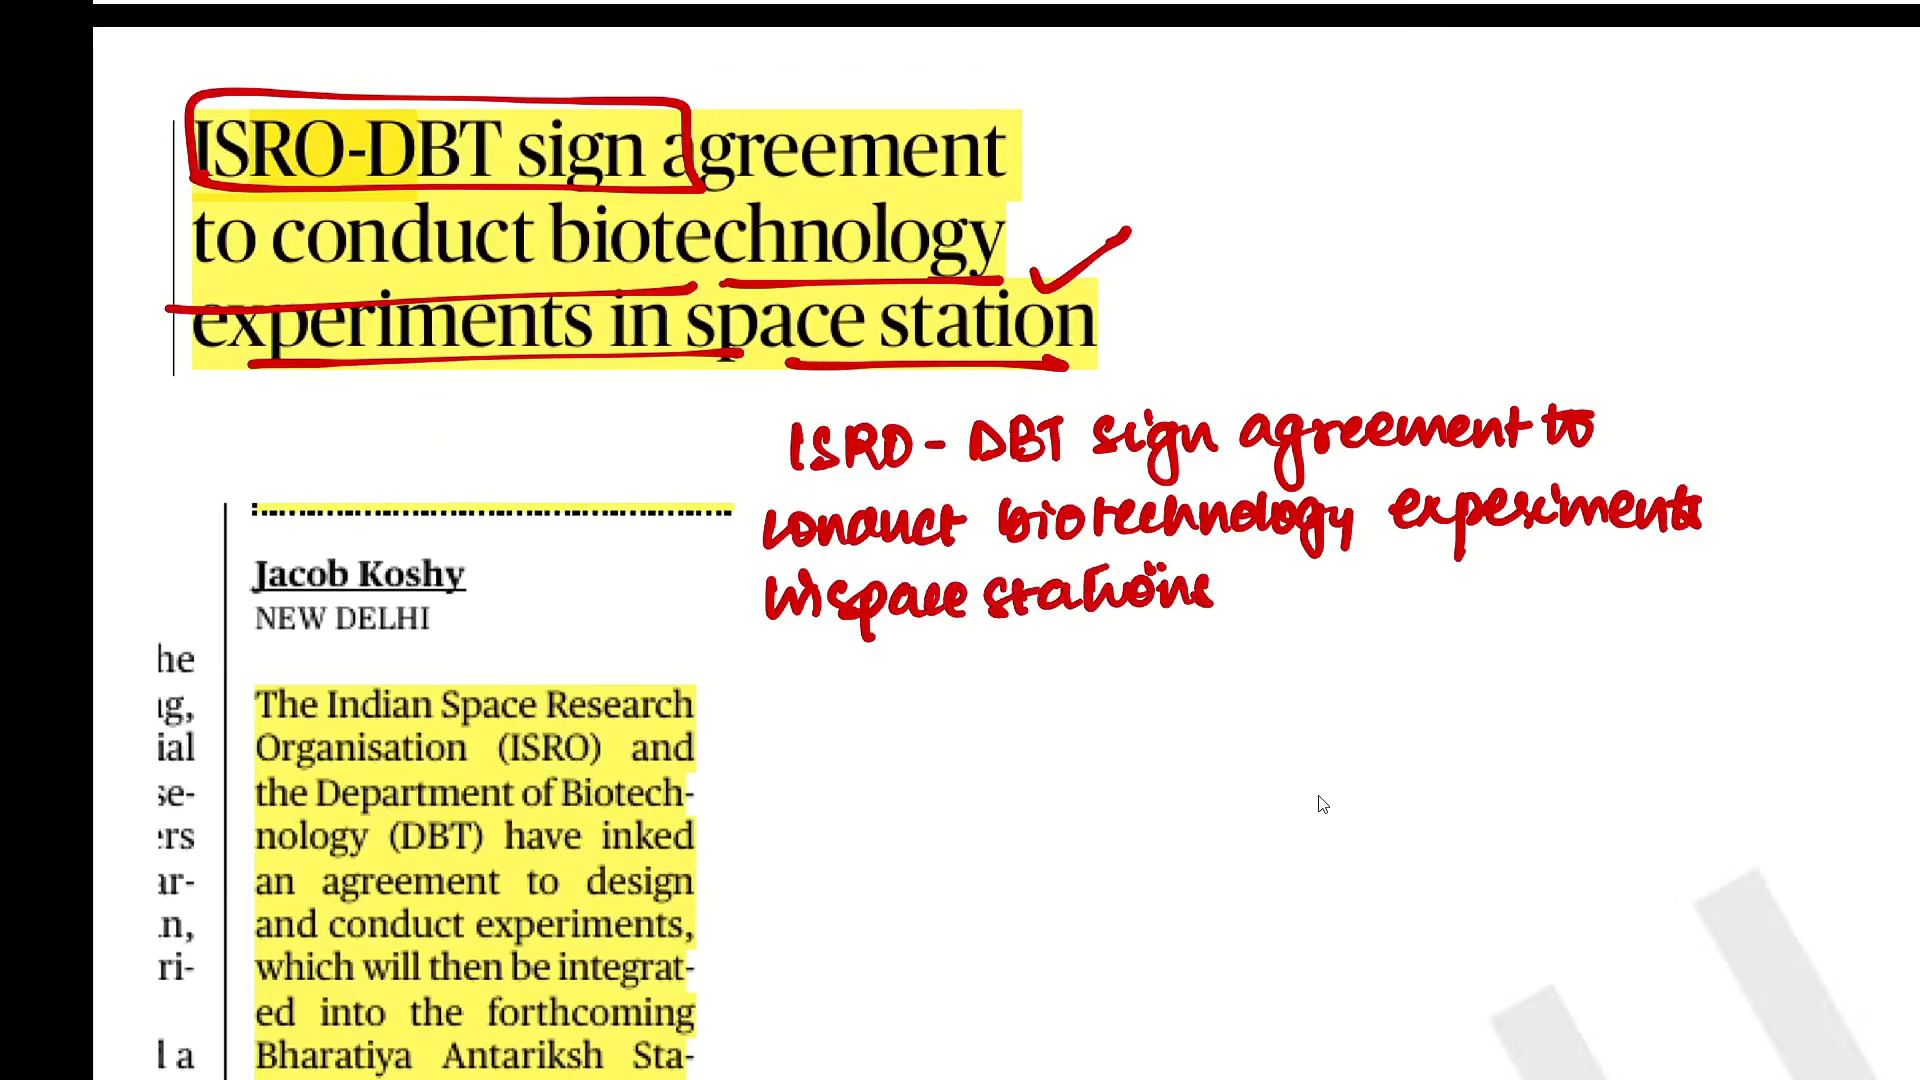 ISRO-DBT sign agreement
to conduct biotechnology
experiments in space station
ISRO - DBT sign agreement to
conduct biotechnology experiments
in space stations
Jacob Koshy
NEW DELHI
he
ıg,
ial
se-
ers
ar-
n,
ri-
l a
The Indian Space Research
Organisation (ISRO) and
the Department of Biotech-
nology (DBT) have inked
an agreement to design
and conduct experiments,
which will then be integrat-
ed into the forthcoming
Bharatiya Antariksh Sta-